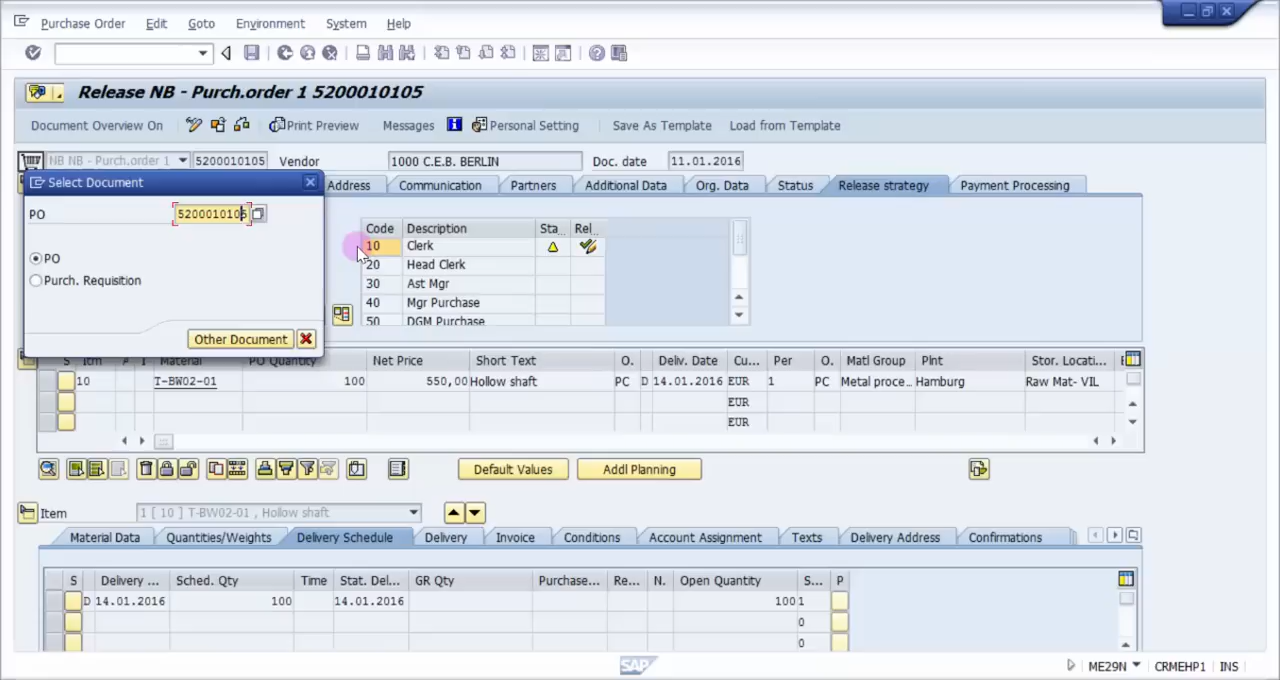 Purchase Order Edit Goto Environment System Help
Release NB - Purch.order 1 5200010105
Document Overview On Print Preview Messages Personal Setting Save As Template Load from Template
NB NB - Purch.order 1 5200010105 Vendor 1000 C.E.B. BERLIN Doc. date 11.01.2016
Select Document
Address Communication Partners Additional Data Org. Data Status Release strategy Payment Processing
PO 5200010105
PO
Purch. Requisition
Other Document
Code Description Sta... Rel...
10 Clerk
20 Head Clerk
30 Ast Mgr
40 Mgr Purchase
50 DGM Purchase
S... Itm A I Material PO Quantity Net Price Short Text O. Deliv. Date Cu... Per O. Matl Group Plnt Stor. Locati...
10 T-BW02-01 100 550,00 Hollow shaft PC D 14.01.2016 EUR 1 PC Metal proce... Hamburg Raw Mat- VIL
EUR
EUR
Default Values Addl Planning
Item 1 [ 10 ] T-BW02-01 , Hollow shaft
Material Data Quantities/Weights Delivery Schedule Delivery Invoice Conditions Account Assignment Texts Delivery Address Confirmations
S Delivery ... Sched. Qty Time Stat. Del... GR Qty Purchase... Re... N. Open Quantity S... P
D 14.01.2016 100 14.01.2016 100 1
0
0
SAP ME29N CRMEHP1 INS